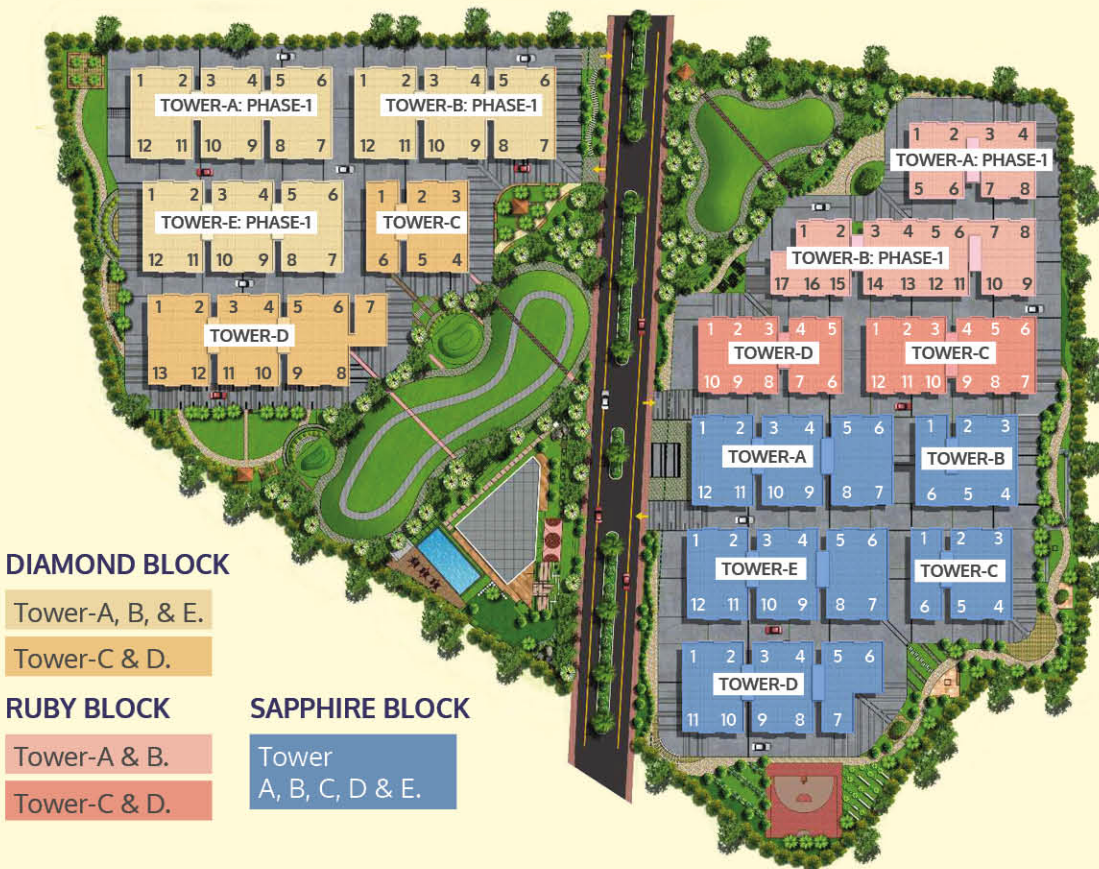 1 2 3 4 5 6
TOWER-A: PHASE-1
12 11 10 9 8 7
1 2 3 4 5 6
TOWER-B: PHASE-1
12 11 10 9 8 7
1 2 3 4 5 6
TOWER-E: PHASE-1
12 11 10 9 8 7
1 2 3
TOWER-C
6 5 4
1 2 3 4 5 6 7
TOWER-D
13 12 11 10 9 8
1 2 3 4
TOWER-A: PHASE-1
5 6 7 8
1 2 3 4 5 6 7 8
TOWER-B: PHASE-1
17 16 15 14 13 12 11 10 9
1 2 3 4 5
TOWER-D
10 9 8 7 6
1 2 3 4 5 6
TOWER-C
12 11 10 9 8 7
1 2 3 4 5 6
TOWER-A
12 11 10 9 8 7
1 2 3
TOWER-B
6 5 4
1 2 3 4 5 6
TOWER-E
12 11 10 9 8 7
1 2 3
TOWER-C
6 5 4
1 2 3 4 5 6
TOWER-D
11 10 9 8 7
DIAMOND BLOCK
Tower-A, B, & E.
Tower-C & D.
RUBY BLOCK
Tower-A & B.
Tower-C & D.
SAPPHIRE BLOCK
Tower
A, B, C, D & E.